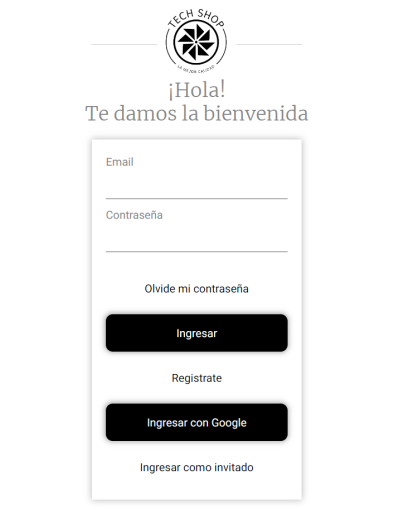 TECH SHOP
LA MEJOR CALIDAD
¡Hola!
Te damos la bienvenida
Email
Contraseña
Olvide mi contraseña
Ingresar
Registrate
Ingresar con Google
Ingresar como invitado